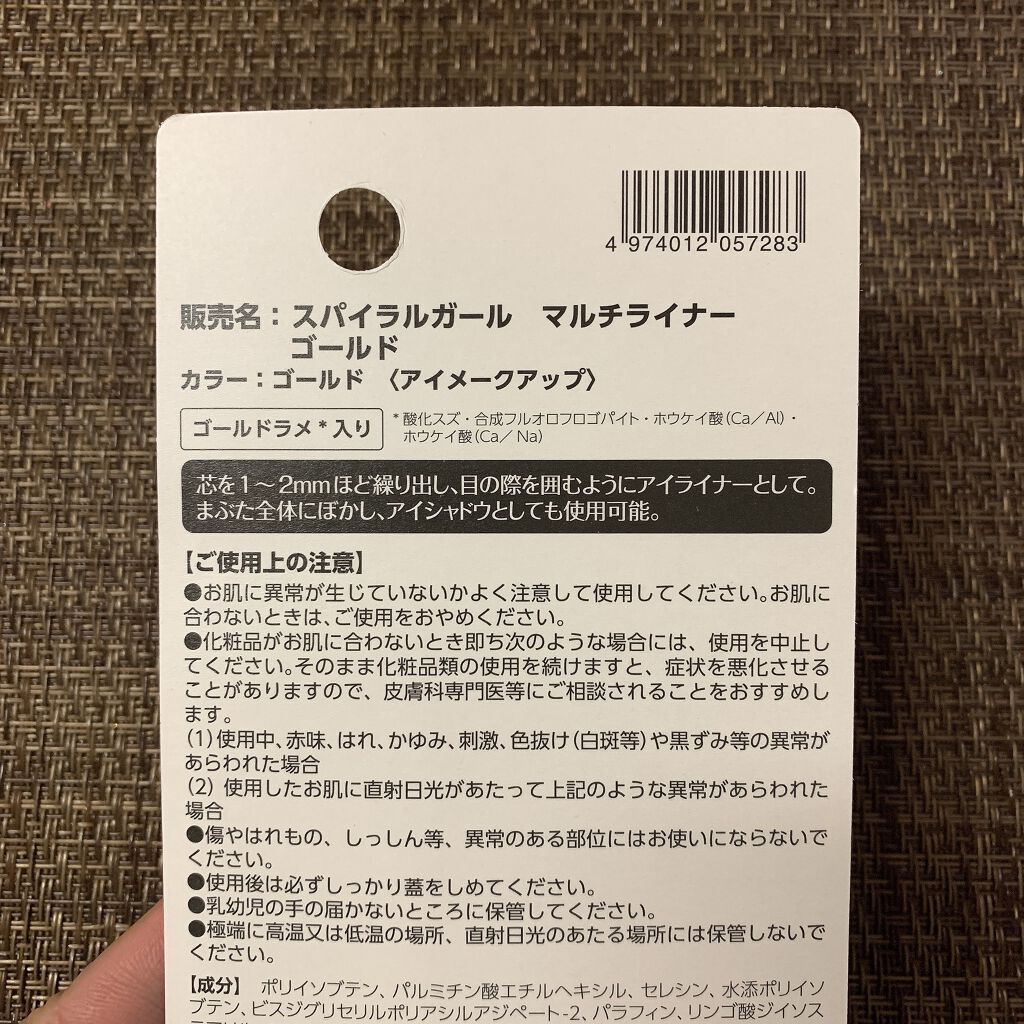 4 974012 057283
販売名：スパイラルガール　マルチライナー
ゴールド
カラー：ゴールド 〈アイメークアップ〉
ゴールドラメ*入り
*酸化スズ・合成フルオロフロゴパイト・ホウケイ酸(Ca／Al)・
ホウケイ酸(Ca／Na)
芯を1～2mmほど繰り出し、目の際を囲むようにアイライナーとして。
まぶた全体にぼかし、アイシャドウとしても使用可能。
【ご使用上の注意】
●お肌に異常が生じていないかよく注意して使用してください。お肌に
合わないときは、ご使用をおやめください。
●化粧品がお肌に合わないとき即ち次のような場合には、使用を中止し
てください。そのまま化粧品類の使用を続けますと、症状を悪化させる
ことがありますので、皮膚科専門医等にご相談されることをおすすめし
ます。
(1)使用中、赤味、はれ、かゆみ、刺激、色抜け(白斑等)や黒ずみ等の異常が
あらわれた場合
(2) 使用したお肌に直射日光があたって上記のような異常があらわれた
場合
●傷やはれもの、しっしん等、異常のある部位にはお使いにならないで
ください。
●使用後は必ずしっかり蓋をしめてください。
●乳幼児の手の届かないところに保管してください。
●極端に高温又は低温の場所、直射日光のあたる場所には保管しないで
ください。
【成分】 ポリイソブテン、パルミチン酸エチルヘキシル、セレシン、水添ポリイソ
ブテン、ビスジグリセリルポリアシルアジペート-2、パラフィン、リンゴ酸ジイソス